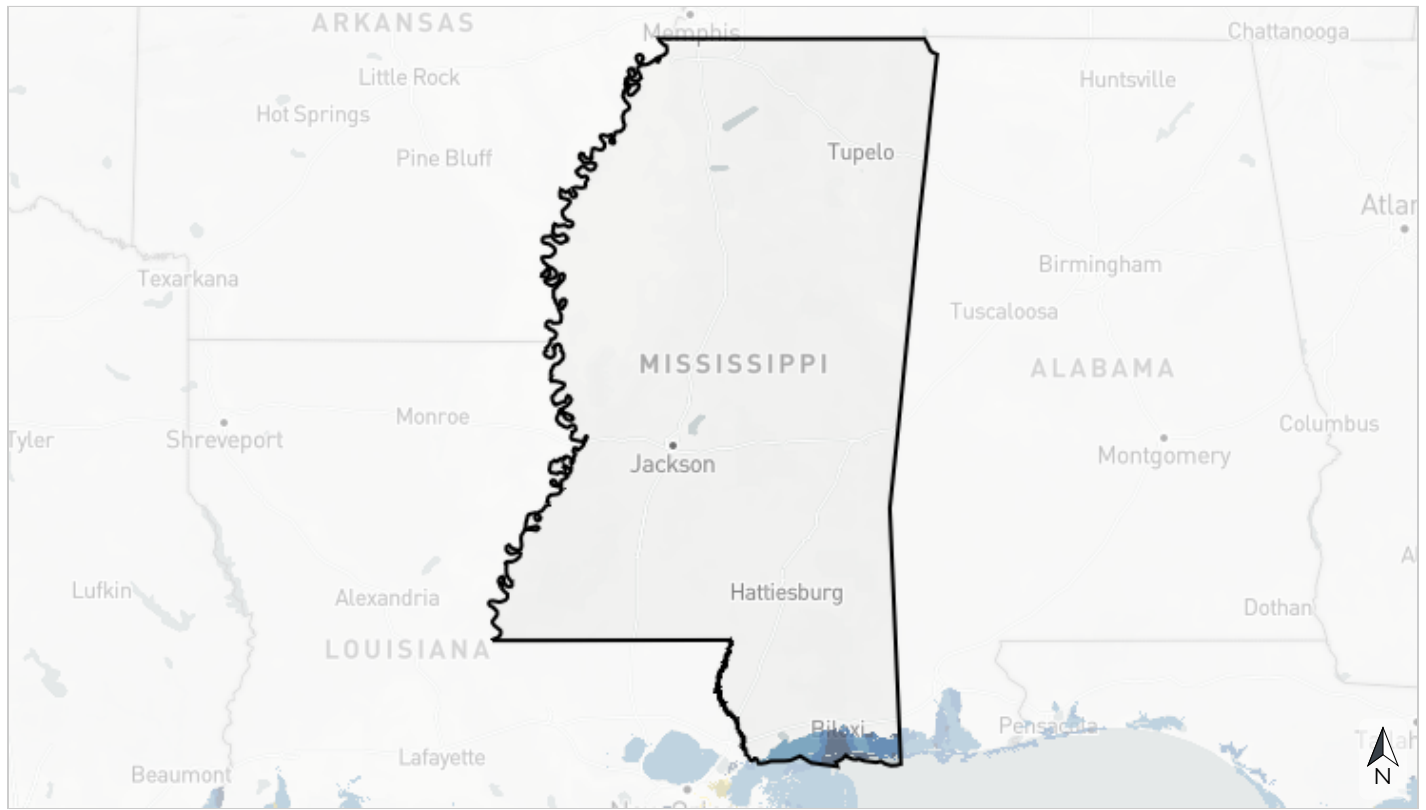 ARKANSAS
Memphis
Chattanooga
Little Rock
Huntsville
Hot Springs
Pine Bluff
Tupelo
Birmingham
Texarkana
Tuscaloosa
MISSISSIPPI
ALABAMA
Monroe
Columbus
Tyler
Shreveport
Jackson
Montgomery
Lufkin
Alexandria
Hattiesburg
Dothan
LOUISIANA
Biloxi
Pensacola
Lafayette
Beaumont
N